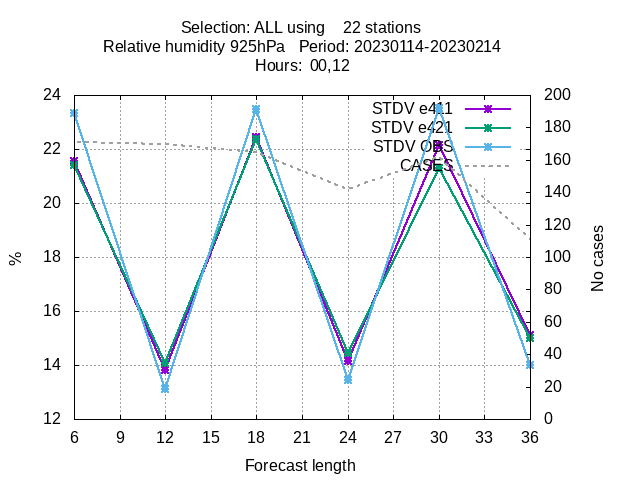 Selection: ALL using    22 stations
Relative humidity 925hPa   Period: 20230114-20230214
Hours:  00,12
24
22
20
18
16
14
12
%
200
180
160
140
120
100
80
60
40
20
0
No cases
STDV e411
STDV e421
STDV OBS
CASES
6 9 12 15 18 21 24 27 30 33 36
Forecast length